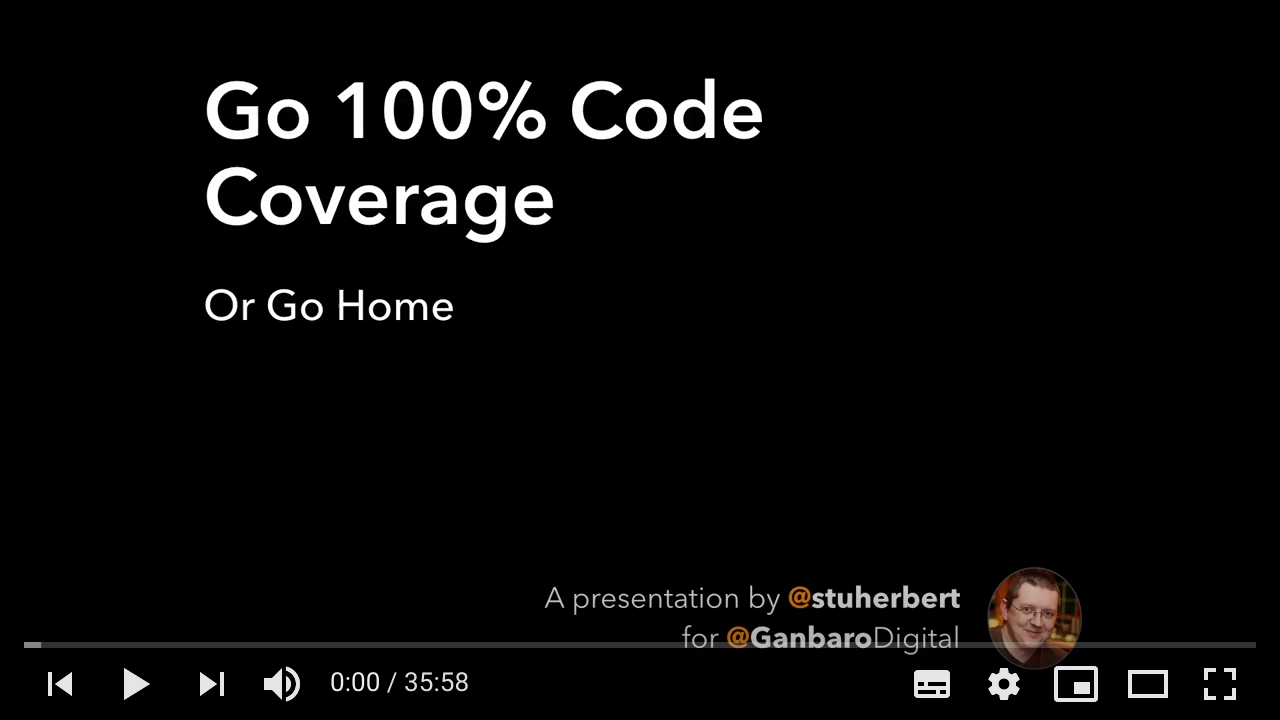 Go 100% Code
Coverage
Or Go Home
A presentation by @stuherbert
for @GanbaroDigital
0:00 / 35:58